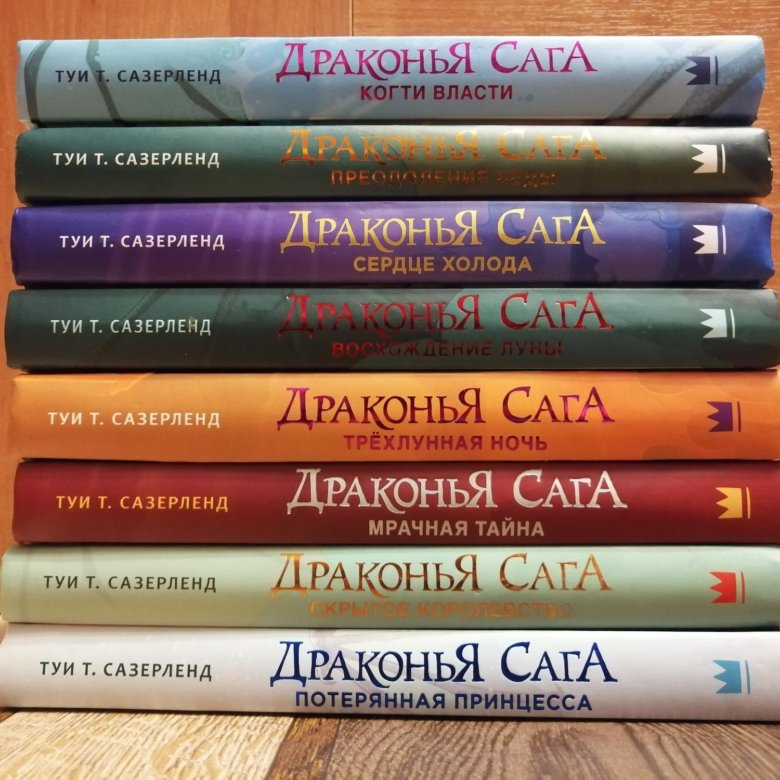 ТУИ Т. САЗЕРЛЕНД
ДРАКОНЬЯ САГА
КОГТИ ВЛАСТИ
ТУИ Т. САЗЕРЛЕНД
ДРАКОНЬЯ САГА
ПРЕОДОЛЕНИЕ БЕДЫ
ТУИ Т. САЗЕРЛЕНД
ДРАКОНЬЯ САГА
СЕРДЦЕ ХОЛОДА
ТУИ Т. САЗЕРЛЕНД
ДРАКОНЬЯ САГА
ВОСХОЖДЕНИЕ ЛУНЫ
ТУИ Т. САЗЕРЛЕНД
ДРАКОНЬЯ САГА
ТРЁХЛУННАЯ НОЧЬ
ТУИ Т. САЗЕРЛЕНД
ДРАКОНЬЯ САГА
МРАЧНАЯ ТАЙНА
ТУИ Т. САЗЕРЛЕНД
ДРАКОНЬЯ САГА
СКРЫТОЕ КОРОЛЕВСТВО
ТУИ Т. САЗЕРЛЕНД
ДРАКОНЬЯ САГА
ПОТЕРЯННАЯ ПРИНЦЕССА